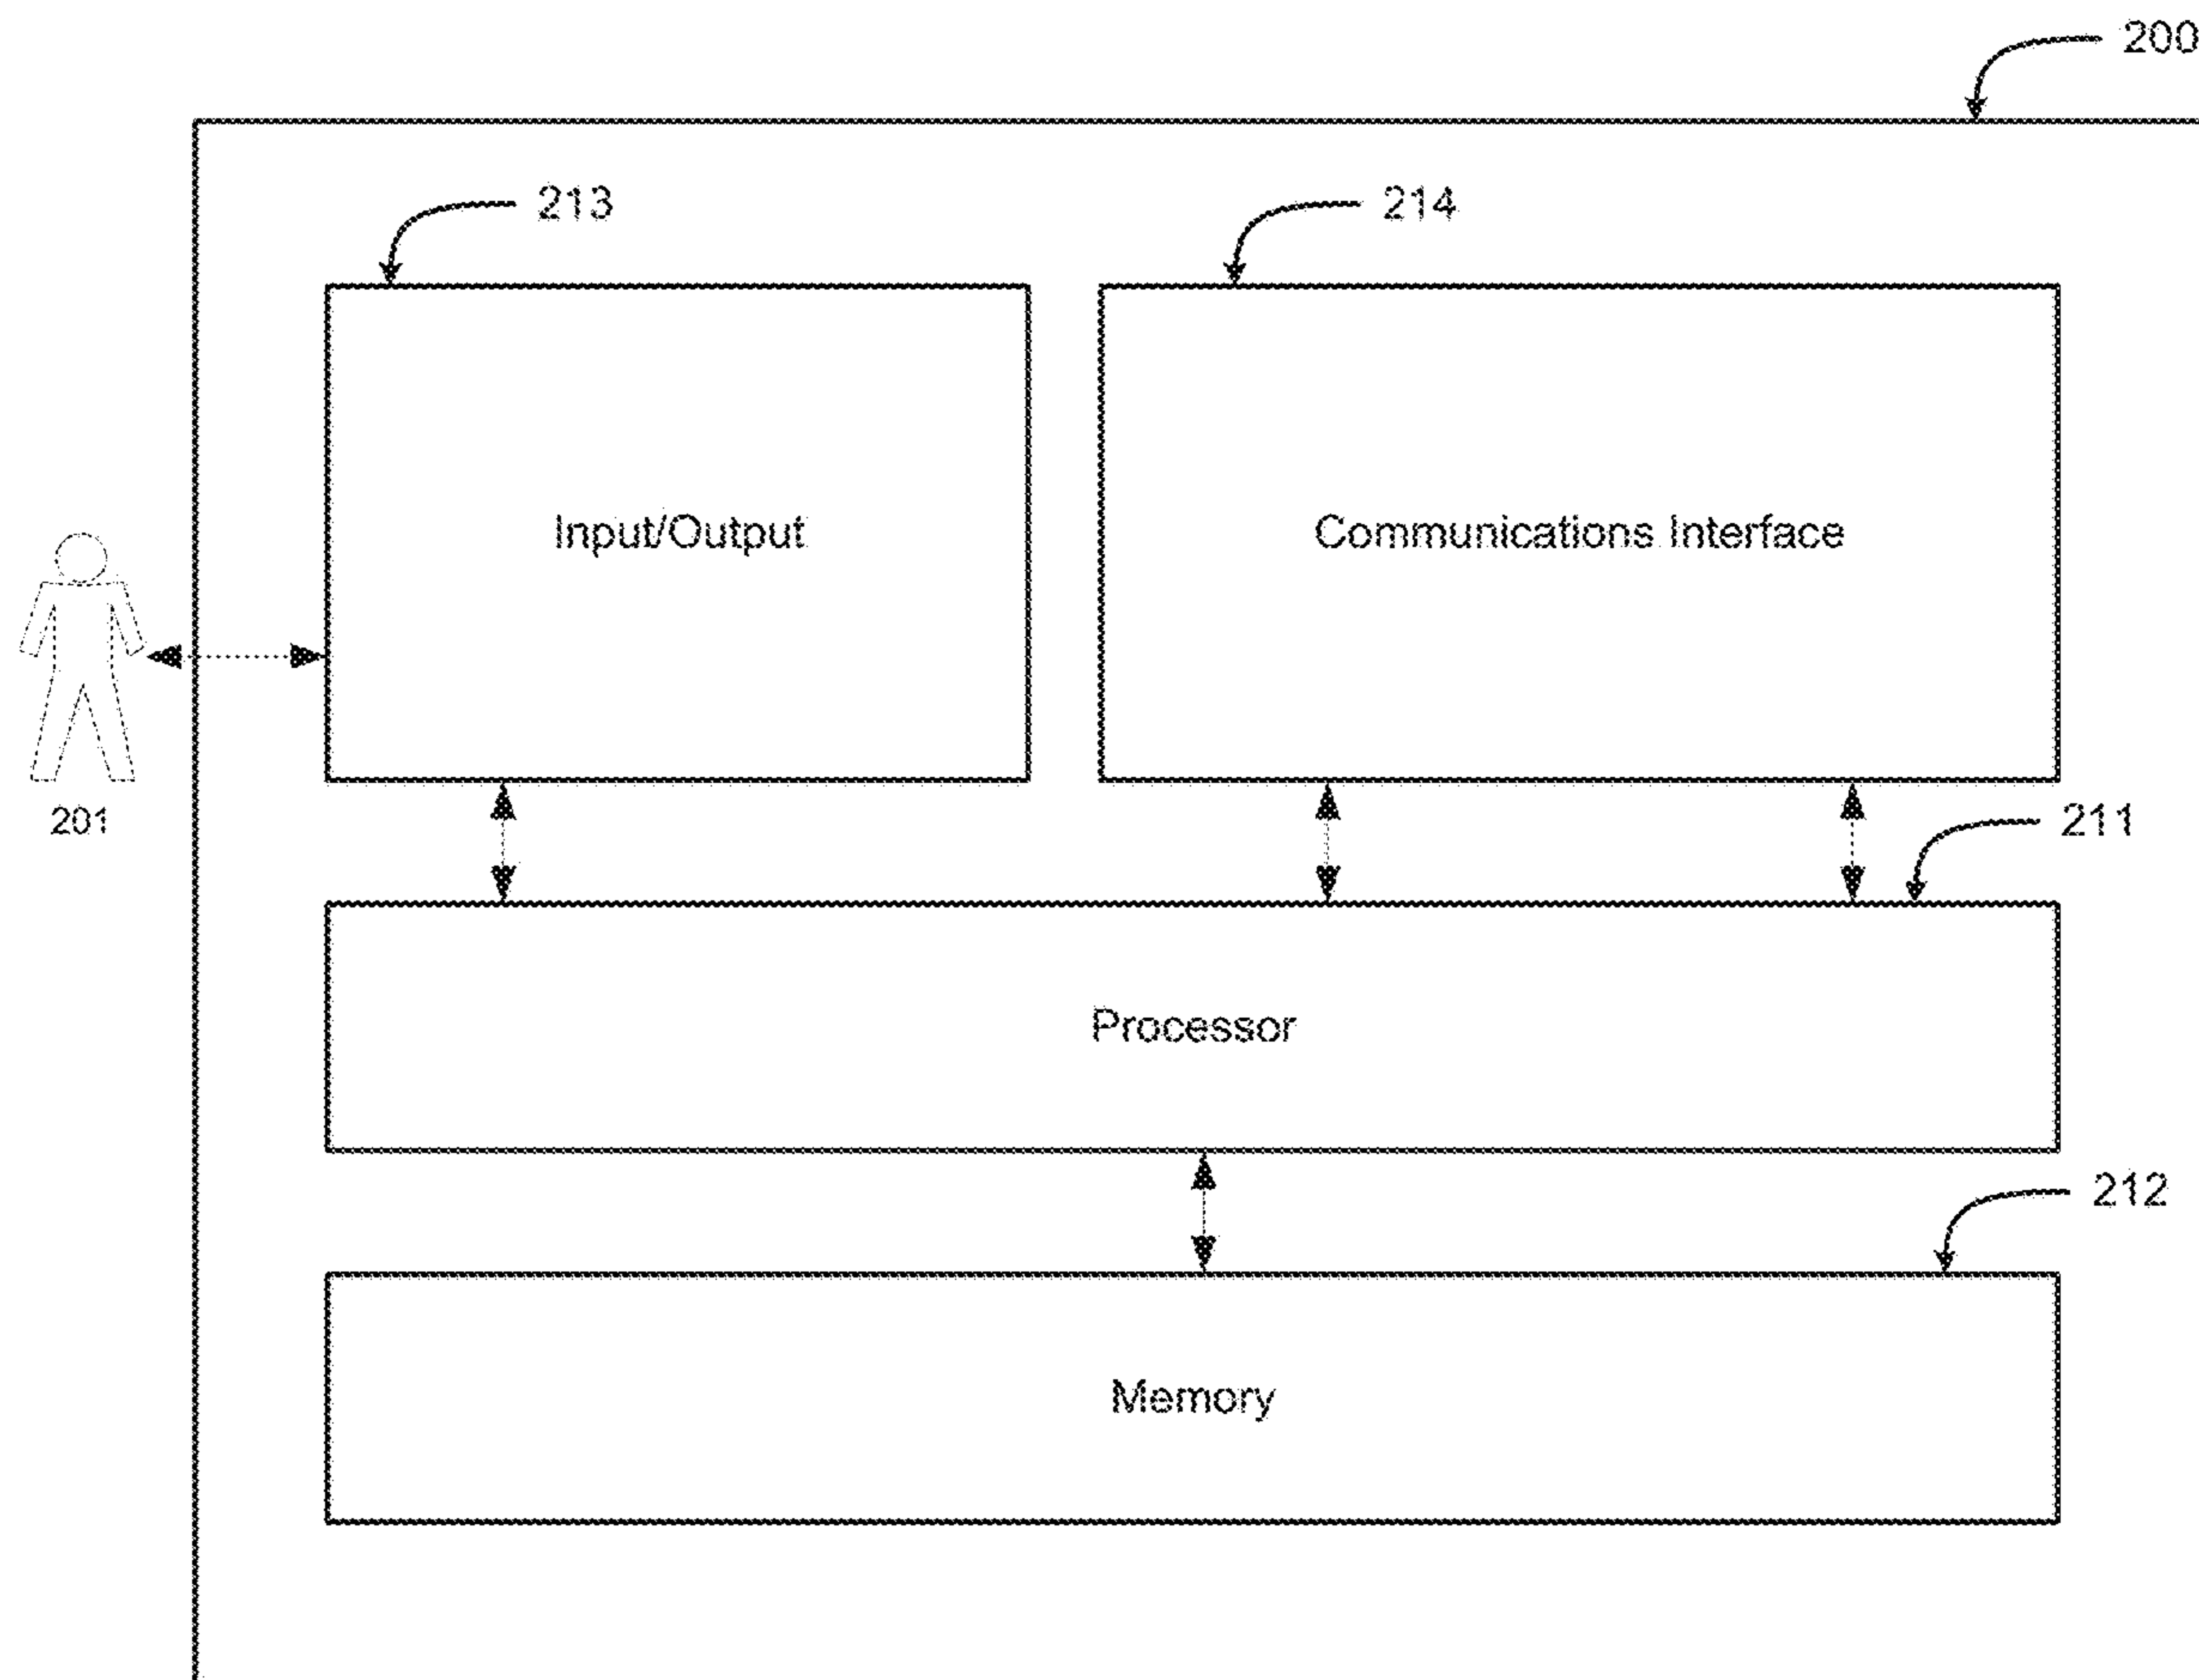 200
213
214
Input/Output
Communications Interface
201
211
Processor
212
Memory